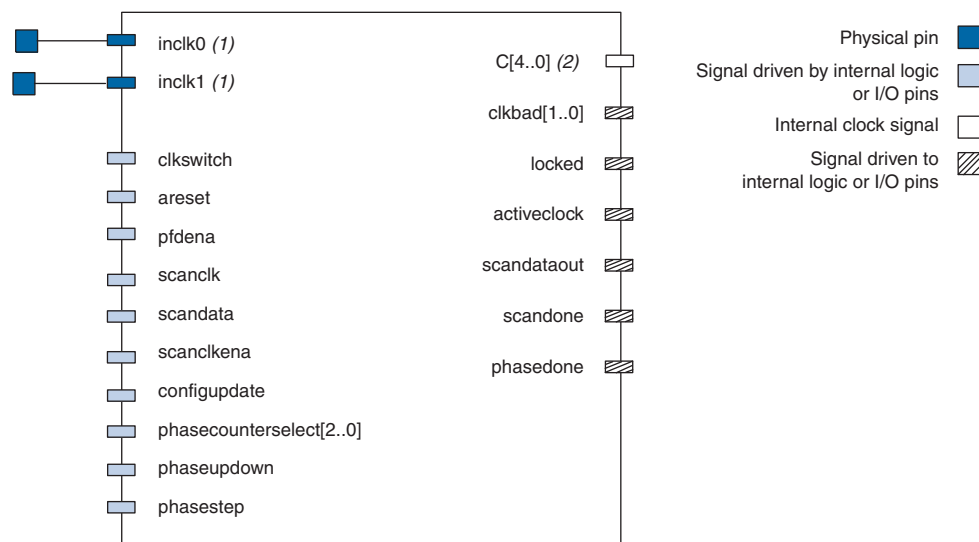 inclk0 (1)
inclk1 (1)
clkswitch
areset
pfdena
scanclk
scandata
scanclkena
configupdate
phasecounterselect[2..0]
phaseupdown
phasestep
C[4..0] (2)
clkbad[1..0]
locked
activeclock
scandataout
scandone
phasedone
Physical pin
Signal driven by internal logic
or I/O pins
Internal clock signal
Signal driven to
internal logic or I/O pins